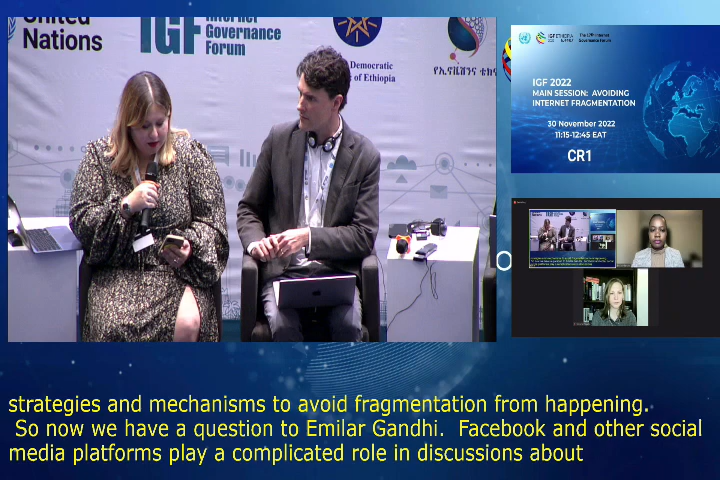 United
Nations
IGF
Internet
Governance
Forum
Democratic
of Ethiopia
የኢኖቬሽንና ቴክኖ
IGF 2022
MAIN SESSION: AVOIDING
INTERNET FRAGMENTATION
30 November 2022
11:15-12:45 EAT
CR1
strategies and mechanisms to avoid fragmentation from happening.
So now we have a question to Emilar Gandhi. Facebook and other social
media platforms play a complicated role in discussions about